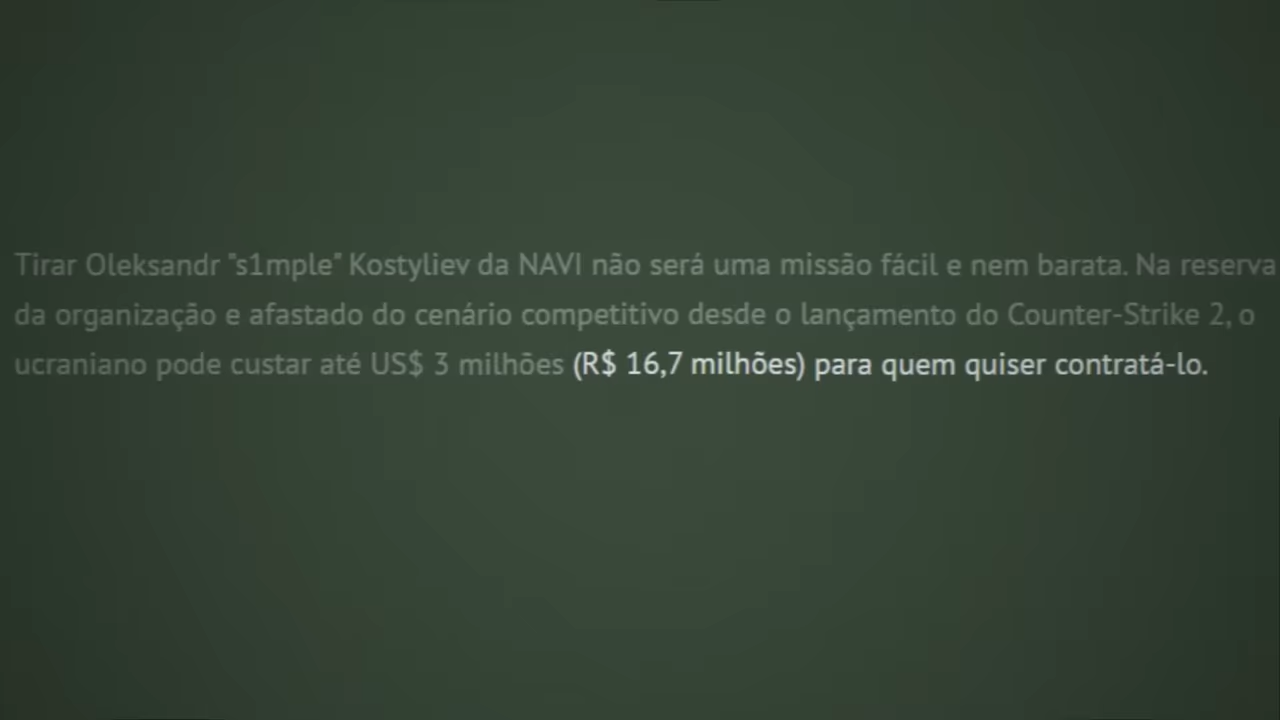 Tirar Oleksandr "s1mple" Kostyliev da NAVI não será uma missão fácil e nem barata. Na reserva
da organização e afastado do cenário competitivo desde o lançamento do Counter-Strike 2, o
ucraniano pode custar até US$ 3 milhões (R$ 16,7 milhões) para quem quiser contratá-lo.